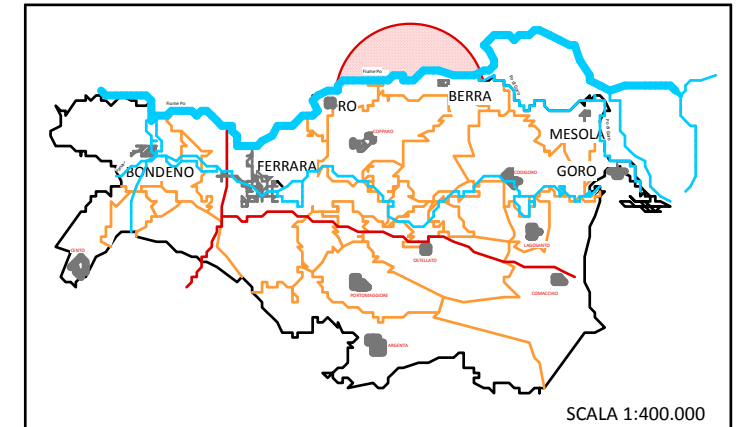 Fiume Po
Fiume Po
RO
BERRA
MESOLA
COPPARO
BONDENO
FERRARA
CODIGORO
GORO
LAGOSANTO
CENTO
OSTELLATO
PORTOMAGGIORE
COMACCHIO
ARGENTA
SCALA 1:400.000